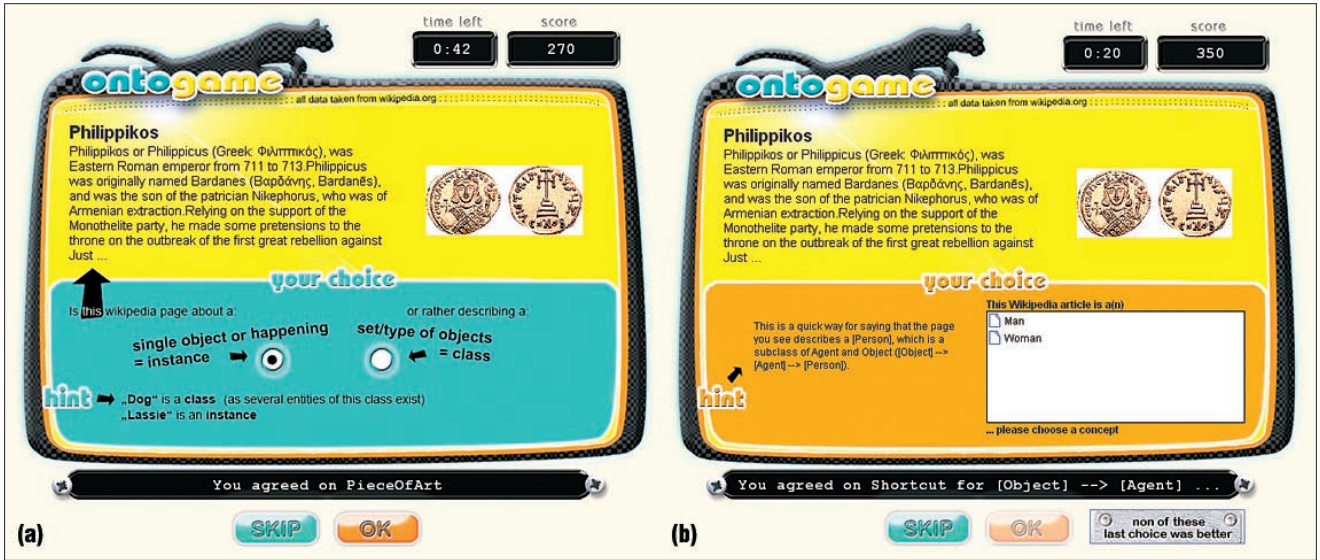 time left
score
0:42
270
ontogame
all data taken from wikipedia.org
Philippikos
Philippikos or Philippicus (Greek: Φιλιππικός), was
Eastern Roman emperor from 711 to 713.Philippicus
was originally named Bardanes (Βαρδάνης, Bardanēs),
and was the son of the patrician Nikephorus, who was of
Armenian extraction.Relying on the support of the
Monothelite party, he made some pretensions to the
throne on the outbreak of the first great rebellion against
Just ...
your choice
Is this wikipedia page about a:
or rather describing a:
single object or happening
= instance
set/type of objects
= class
hint
„Dog“ is a class (as several entities of this class exist)
„Lassie“ is an instance
You agreed on PieceOfArt
(a)
SKIP
OK
time left
score
0:20
350
ontogame
all data taken from wikipedia.org
Philippikos
Philippikos or Philippicus (Greek: Φιλιππικός), was
Eastern Roman emperor from 711 to 713.Philippicus
was originally named Bardanes (Βαρδάνης, Bardanēs),
and was the son of the patrician Nikephorus, who was of
Armenian extraction.Relying on the support of the
Monothelite party, he made some pretensions to the
throne on the outbreak of the first great rebellion against
Just ...
your choice
This is a quick way for saying that the page
you see describes a [Person], which is a
subclass of Agent and Object ([Object] -->
[Agent] --> [Person]).
hint
This Wikipedia article is a(n)
Man
Woman
... please choose a concept
You agreed on Shortcut for [Object] --> [Agent] ...
(b)
SKIP
OK
non of these
last choice was better